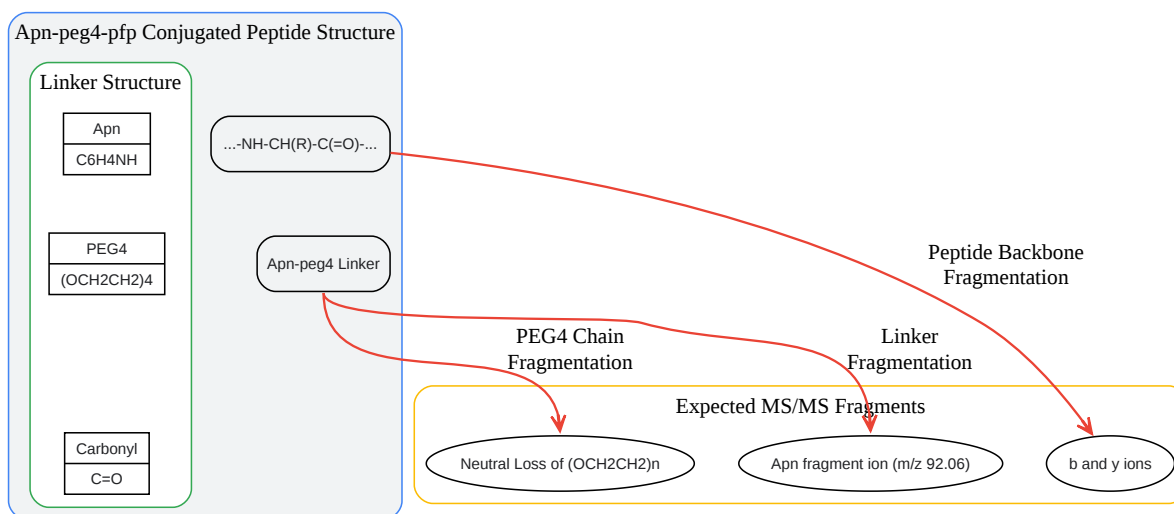 Apn-peg4-pfp Conjugated Peptide Structure
Linker Structure
Apn
C6H4NH
...-NH-CH(R)-C(=O)-...
PEG4
(OCH2CH2)4
Apn-peg4 Linker
Peptide Backbone
Fragmentation
PEG4 Chain
Fragmentation
Linker
Fragmentation
Expected MS/MS Fragments
Carbonyl
C=O
Neutral Loss of (OCH2CH2)n
Apn fragment ion (m/z 92.06)
b and y ions